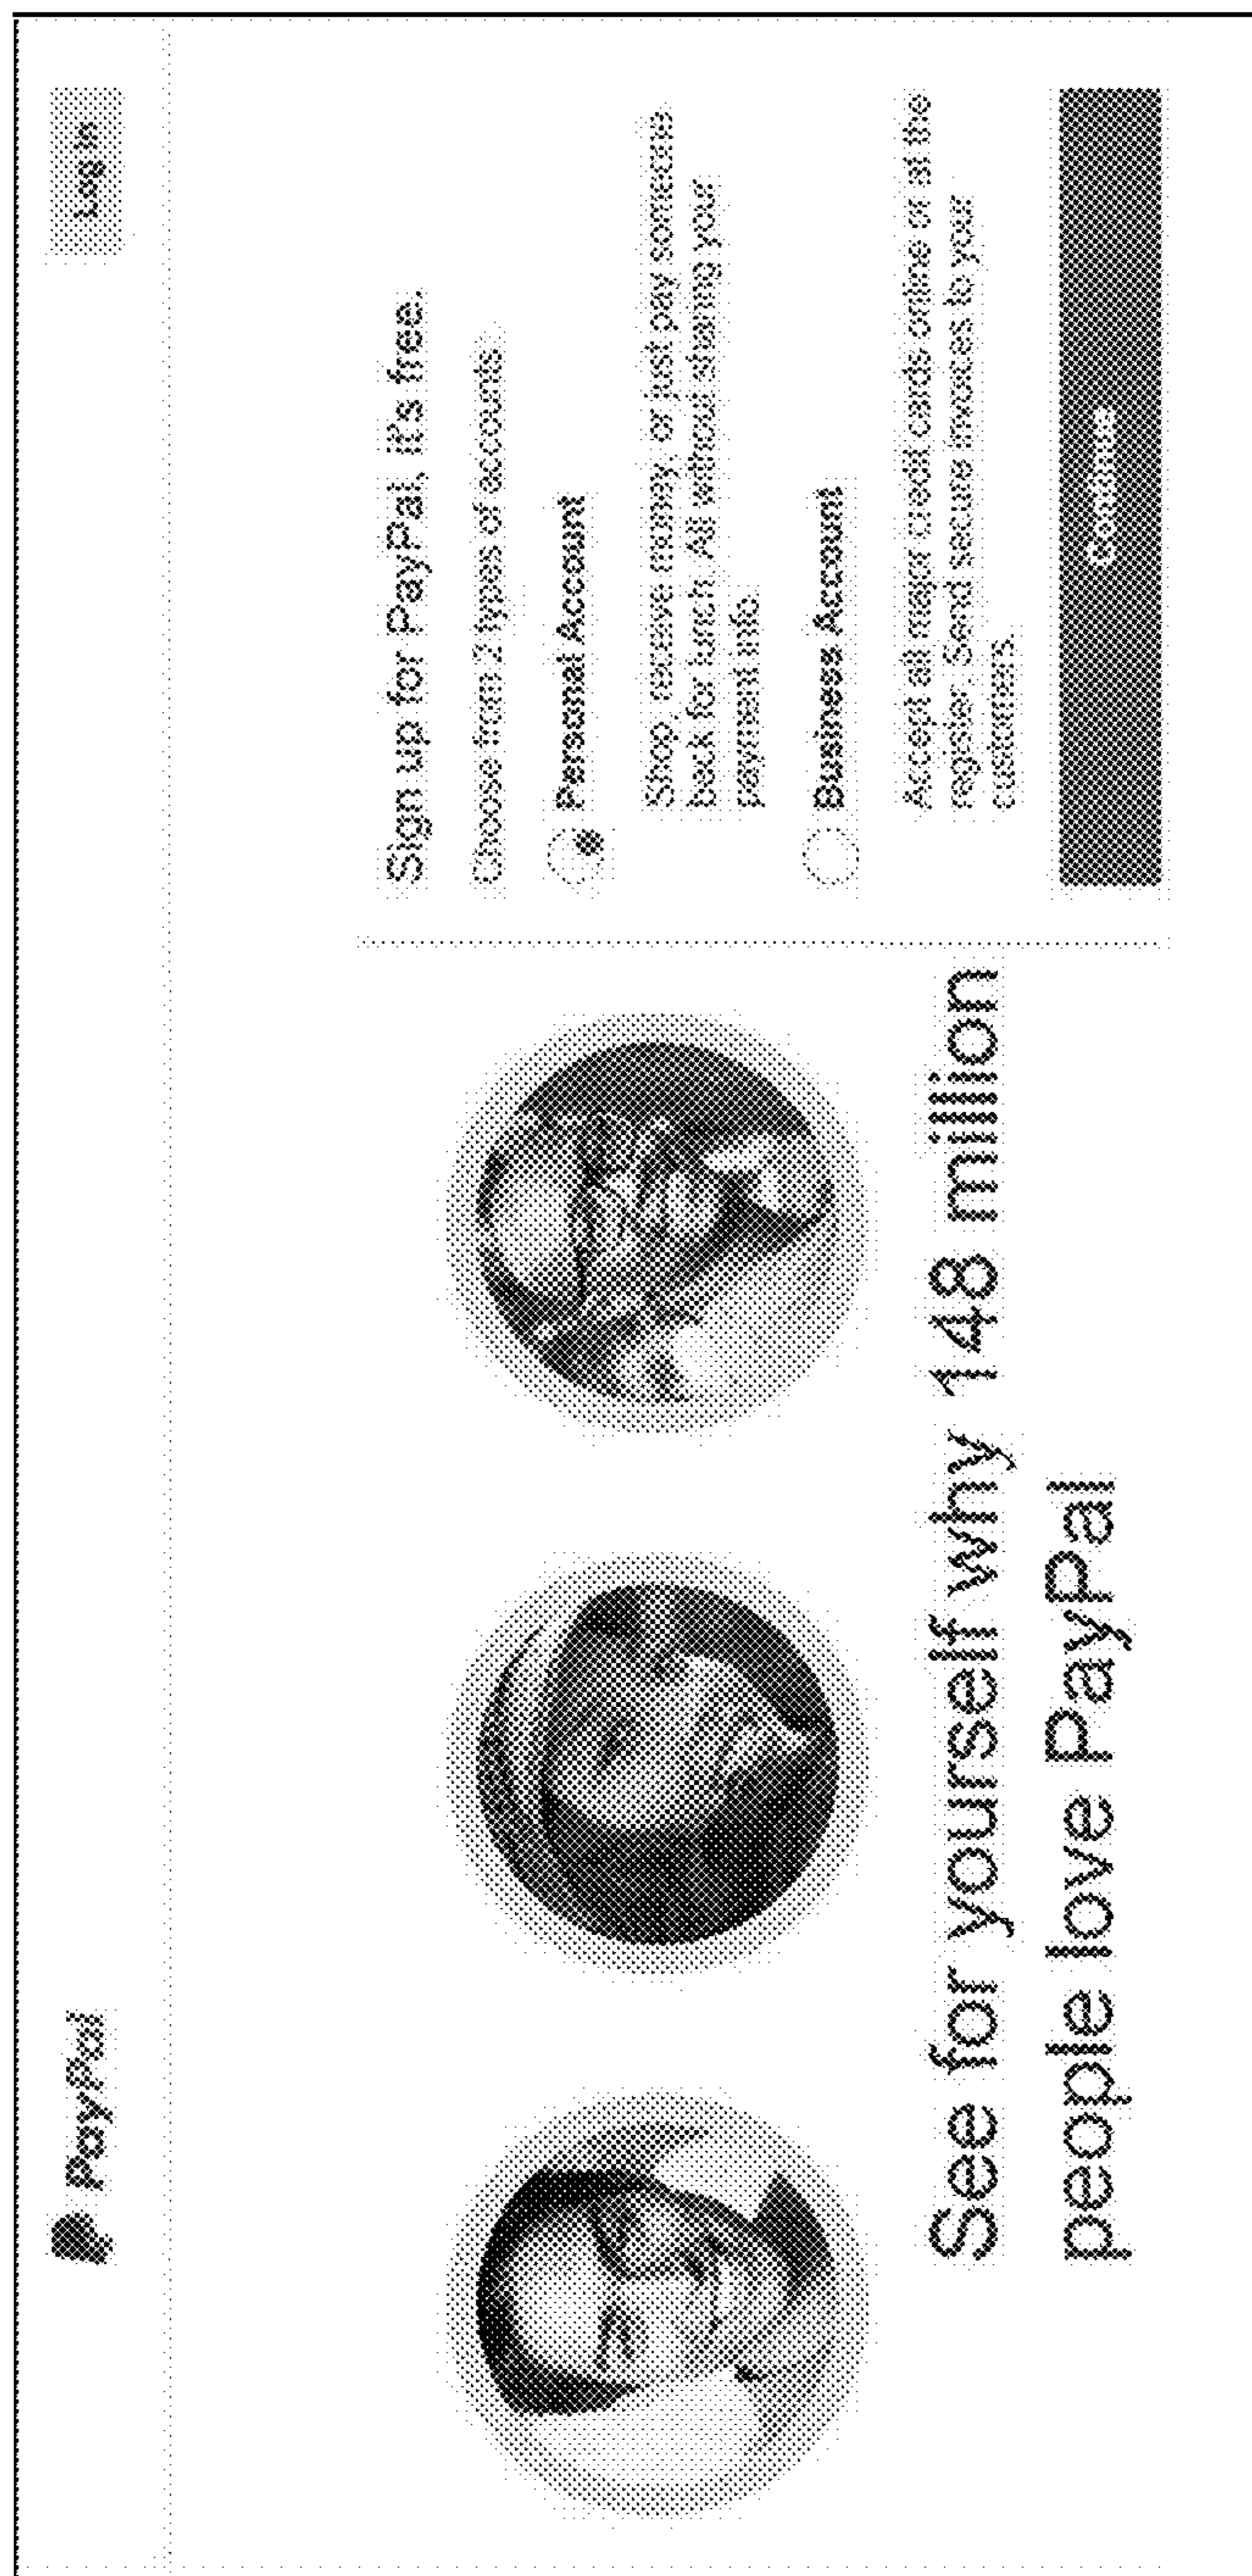 PayPal
Log In
See for yourself why 148 million
people love PayPal
Sign up for PayPal. It's free.
Choose from 2 types of accounts
Personal Account
Shop, receive money, or just pay someone
back for lunch. All without sharing your
payment info.
Business Account
Accept all major credit cards online or at the
register. Send secure invoices to your
customers.
Continue